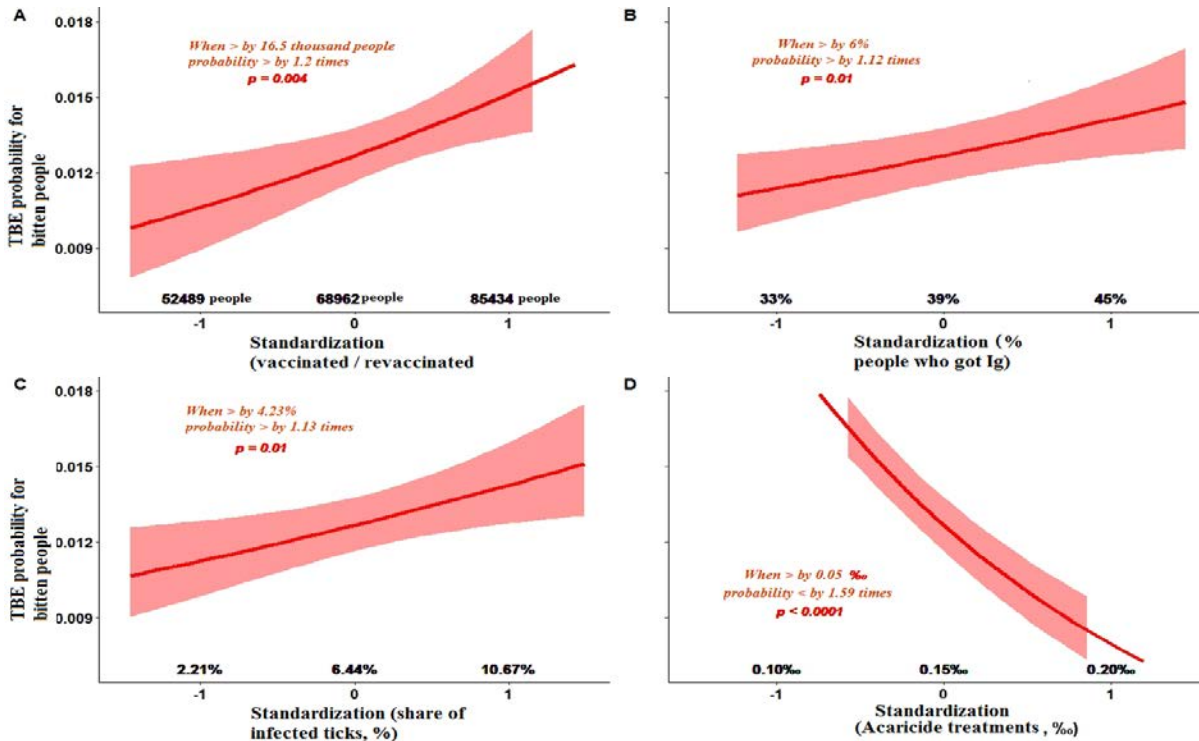 A
0.018
0.015
0.012
0.009
TBE probability for
bitten people
When > by 16.5 thousand people
probability > by 1.2 times
p = 0.004
52489 people
68962 people
85434 people
-1
0
1
Standardization
(vaccinated / revaccinated
B
When > by 6%
probability > by 1.12 times
p = 0.01
33%
39%
45%
-1
0
1
Standardization (%
people who got Ig)
C
0.018
0.015
0.012
0.009
TBE probability for
bitten people
When > by 4.23%
probability > by 1.13 times
p = 0.01
2.21%
6.44%
10.67%
-1
0
1
Standardization (share of
infected ticks, %)
D
When > by 0.05 ‰
probability < by 1.59 times
p < 0.0001
0.10‰
0.15‰
0.20‰
-1
0
1
Standardization
(Acaricide treatments , ‰)